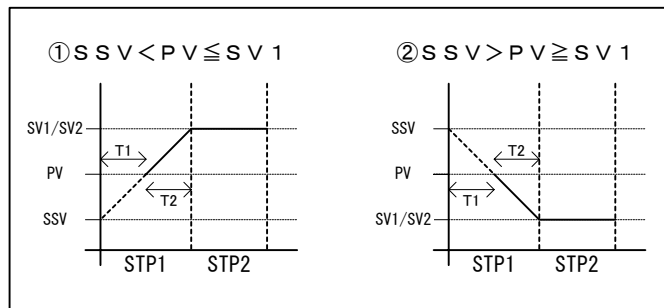 ①SSV<PV≦SV1
SV1/SV2
T1
PV
T2
SSV
STP1 STP2
②SSV>PV≧SV1
SSV
T2
PV
T1
SV1/SV2
STP1 STP2